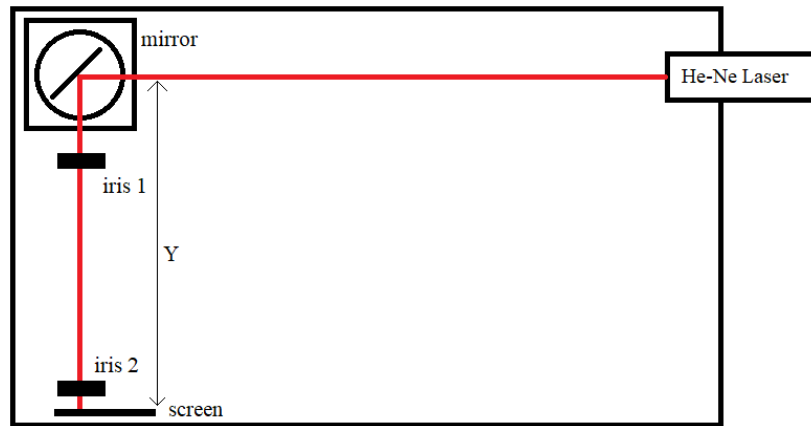 mirror
He-Ne Laser
iris 1
Y
iris 2
screen